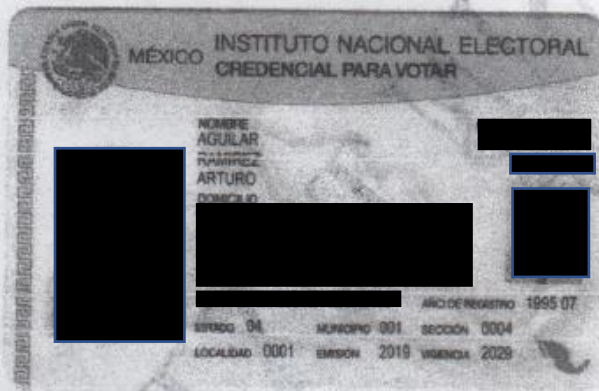 MÉXICO INSTITUTO NACIONAL ELECTORAL
CREDENCIAL PARA VOTAR
NOMBRE
AGUILAR
RAMIREZ
ARTURO
DOMICILIO
AÑO DE REGISTRO 1995 07
ESTADO 04 MUNICIPIO 001 SECCIÓN 0004
LOCALIDAD 0001 EMISIÓN 2019 VIGENCIA 2029